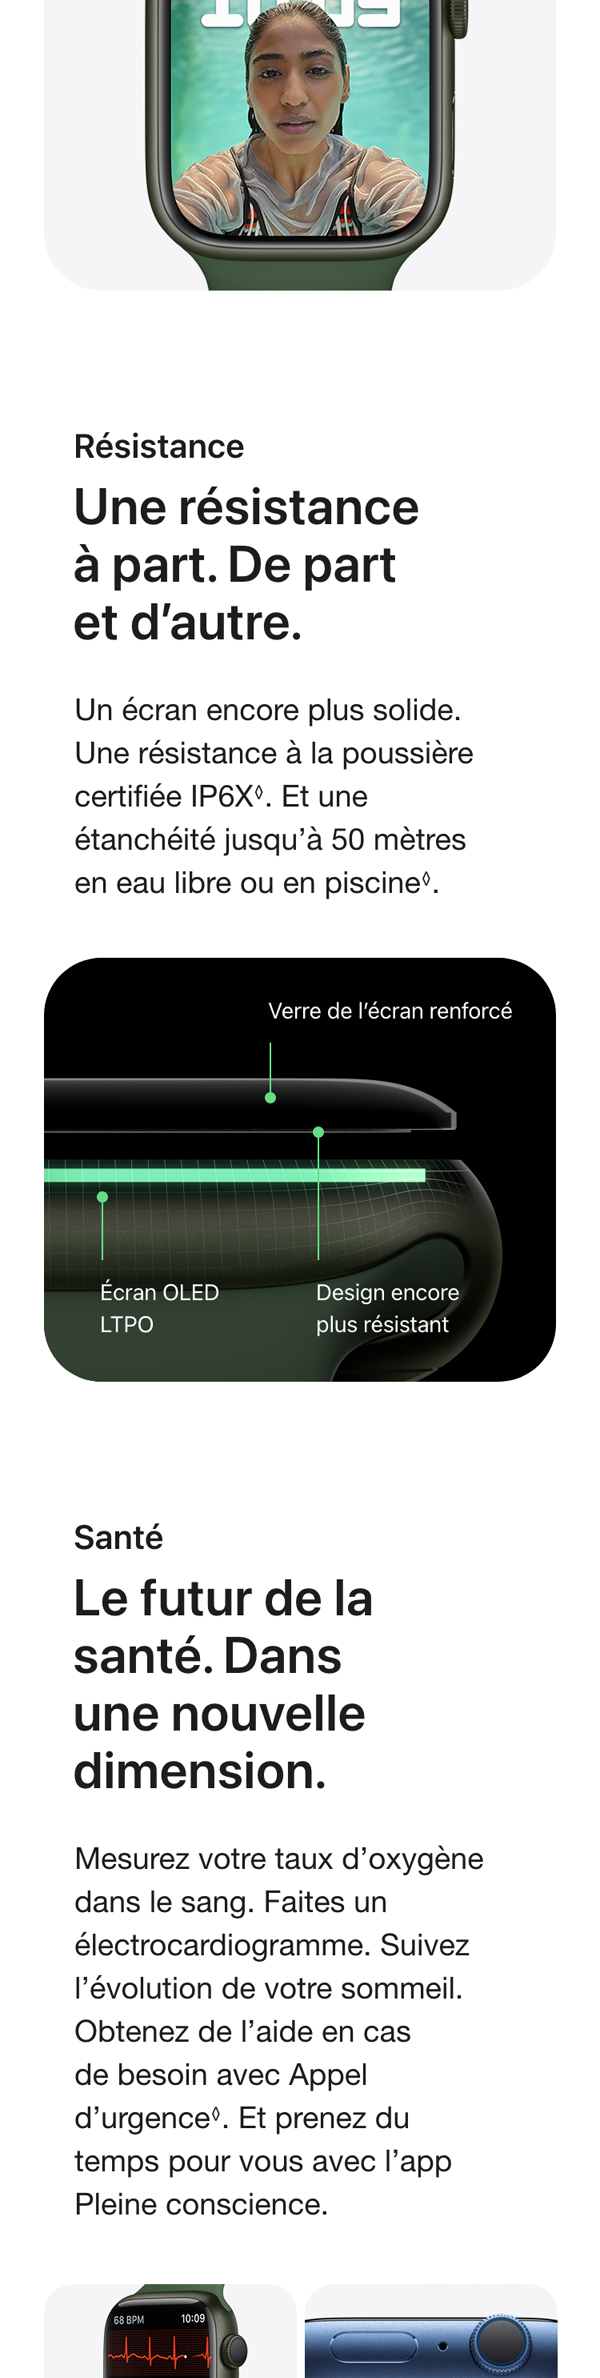 Résistance
Une résistance
à part. De part
et d’autre.
Un écran encore plus solide.
Une résistance à la poussière
certifiée IP6X◊. Et une
étanchéité jusqu’à 50 mètres
en eau libre ou en piscine◊.
Verre de l’écran renforcé
Écran OLED
LTPO
Design encore
plus résistant
Santé
Le futur de la
santé. Dans
une nouvelle
dimension.
Mesurez votre taux d’oxygène
dans le sang. Faites un
électrocardiogramme. Suivez
l’évolution de votre sommeil.
Obtenez de l’aide en cas
de besoin avec Appel
d’urgence◊. Et prenez du
temps pour vous avec l’app
Pleine conscience.
68 BPM 10:09